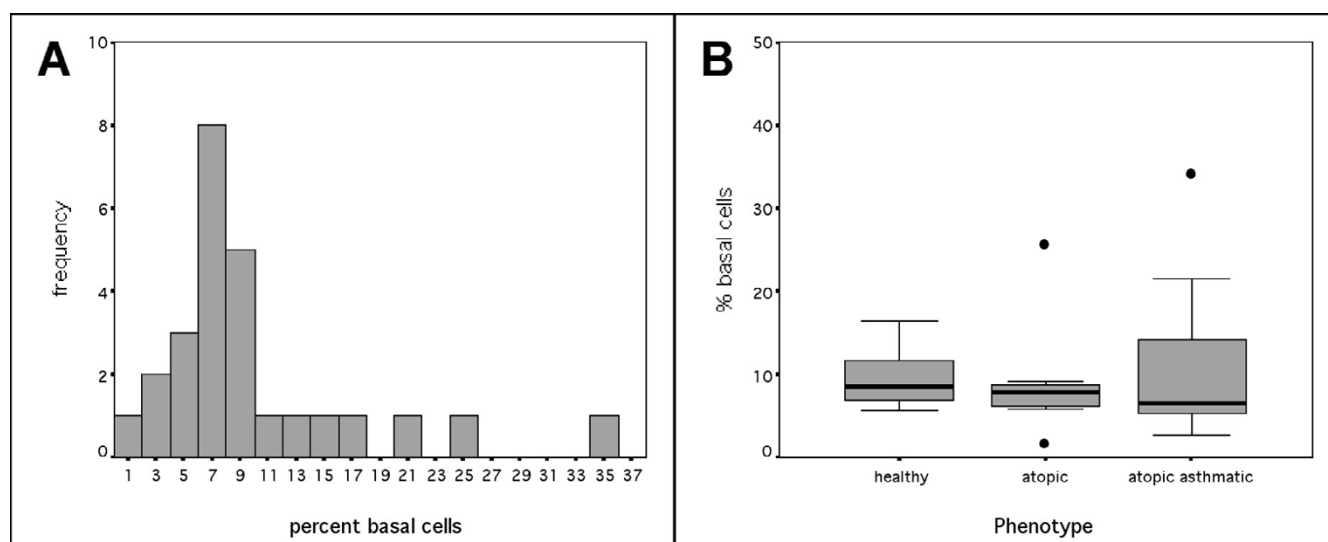 A
10
8
6
4
2
0
frequency
1 3 5 7 9 11 13 15 17 19 21 23 25 27 29 31 33 35 37
percent basal cells
B
50
40
30
20
10
0
% basal cells
healthy atopic atopic asthmatic
Phenotype